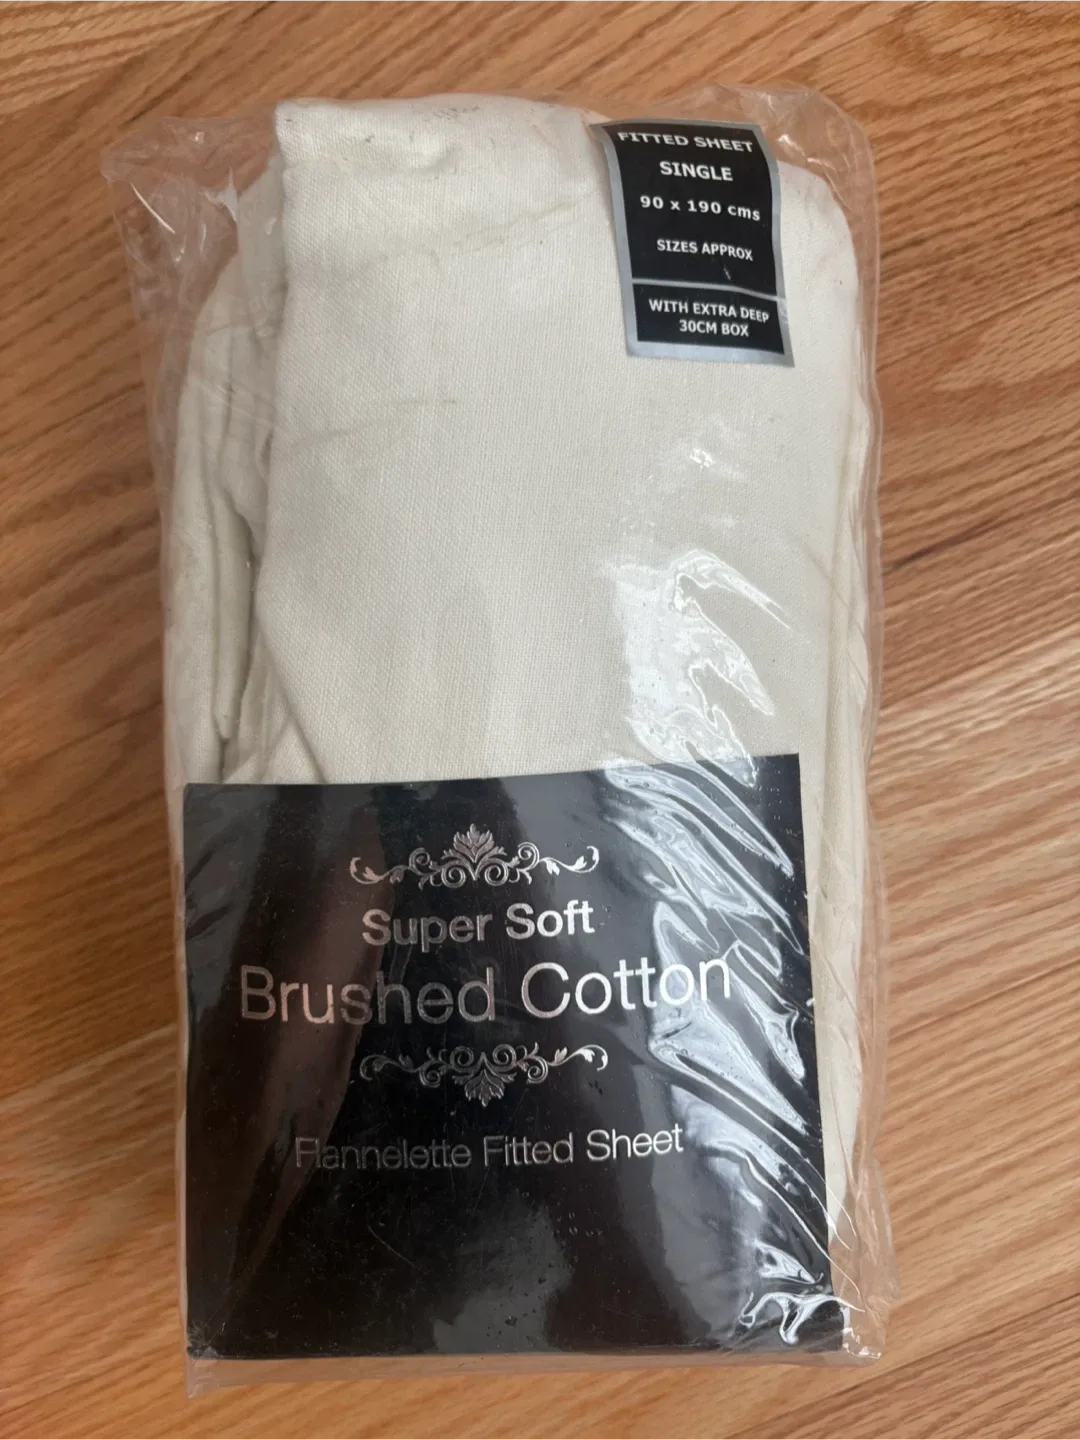 FITTED SHEET
SINGLE
90 x 190 cms
SIZES APPROX
WITH EXTRA DEEP
30CM BOX
Super Soft
Brushed Cotton
Flannelette Fitted Sheet